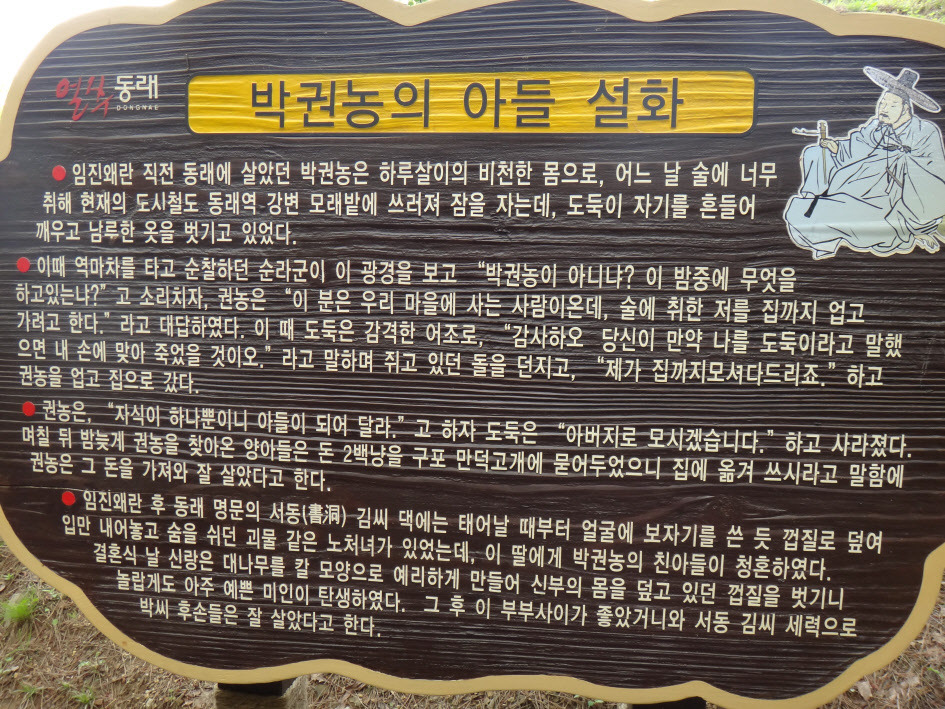 얼쑤 동래
DONGNAE
박권농의 아들 설화
● 임진왜란 직전 동래에 살았던 박권농은 하루살이의 비천한 몸으로, 어느 날 술에 너무
취해 현재의 도시철도 동래역 강변 모래밭에 쓰러져 잠을 자는데, 도둑이 자기를 흔들어
깨우고 남루한 옷을 벗기고 있었다.
● 이때 역마차를 타고 순찰하던 순라군이 이 광경을 보고 “박권농이 아니냐? 이 밤중에 무엇을
하고있는냐?” 고 소리치자, 권농은 “이 분은 우리 마을에 사는 사람이온데, 술에 취한 저를 집까지 업고
가려고 한다.” 라고 대답하였다. 이 때 도둑은 감격한 어조로, “감사하오 당신이 만약 나를 도둑이라고 말했
으면 내 손에 맞아 죽었을 것이오.” 라고 말하며 쥐고 있던 돌을 던지고, “제가 집까지모셔다드리죠.” 하고
권농을 업고 집으로 갔다.
● 권농은, “자식이 하나뿐이니 아들이 되어 달라.” 고 하자 도둑은 “아버지로 모시겠습니다.” 하고 사라졌다.
며칠 뒤 밤늦게 권농을 찾아온 양아들은 돈 2백냥을 구포 만덕고개에 묻어두었으니 집에 옮겨 쓰시라고 말함에
권농은 그 돈을 가져와 잘 살았다고 한다.
● 임진왜란 후 동래 명문의 서동(書洞) 김씨 댁에는 태어날 때부터 얼굴에 보자기를 쓴 듯 껍질로 덮여
입만 내어놓고 숨을 쉬던 괴물 같은 노처녀가 있었는데, 이 딸에게 박권농의 친아들이 청혼하였다.
결혼식 날 신랑은 대나무를 칼 모양으로 예리하게 만들어 신부의 몸을 덮고 있던 껍질을 벗기니
놀랍게도 아주 예쁜 미인이 탄생하였다. 그 후 이 부부사이가 좋았거니와 서동 김씨 세력으로
박씨 후손들은 잘 살았다고 한다.